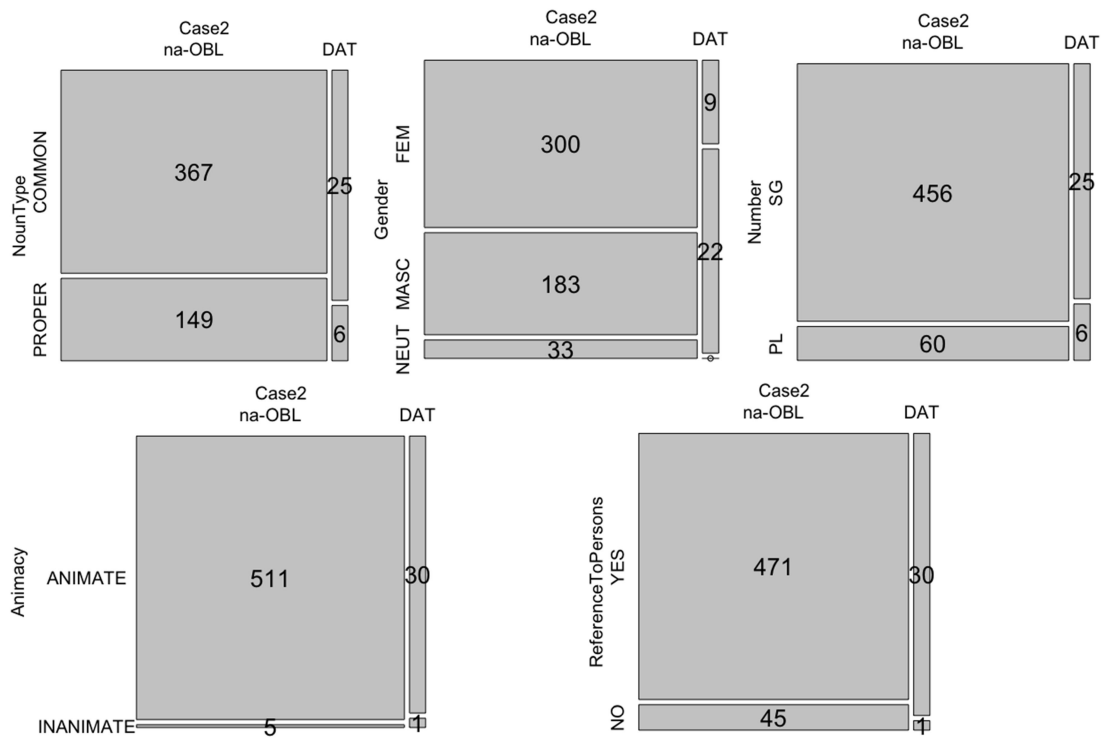 Case2
na-OBL DAT
NounType
COMMON
PROPER
367
25
149
6
Case2
na-OBL DAT
Gender
FEM
MASC
NEUT
300
9
183
22
33
0
Case2
na-OBL DAT
Number
SG
PL
456
25
60
6
Case2
na-OBL DAT
Animacy
ANIMATE
INANIMATE
511
30
5
1
Case2
na-OBL DAT
ReferenceToPersons
YES
NO
471
30
45
1